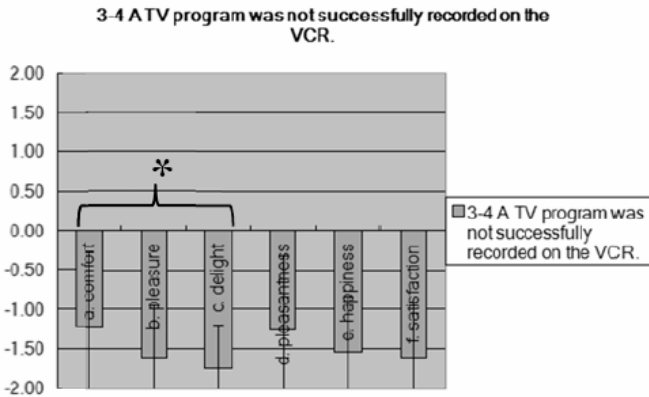 3-4 A TV program was not successfully recorded on the
VCR.
2.00
1.50
1.00
0.50
0.00
-0.50
-1.00
-1.50
-2.00
*
a. comfort
b. pleasure
c. delight
d. pleasantness
e. happiness
f. satisfaction
3-4 A TV program was
not successfully
recorded on the VCR.